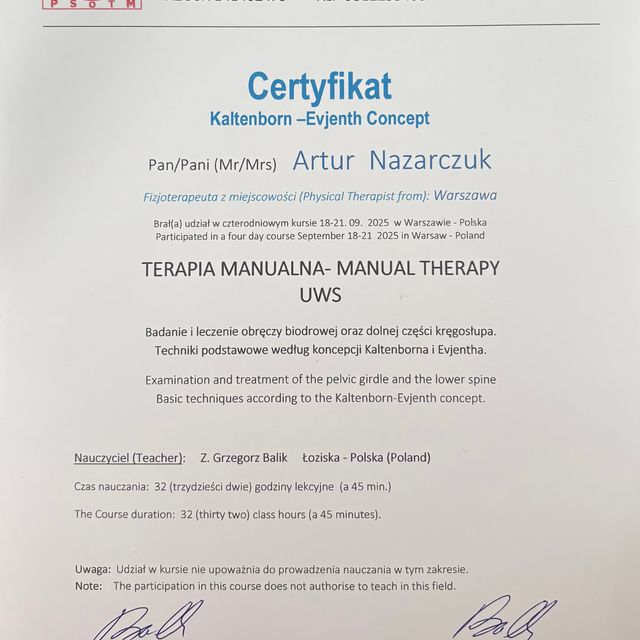 PSOTM
Certyfikat
Kaltenborn –Evjenth Concept
Pan/Pani (Mr/Mrs) Artur Nazarczuk
Fizjoterapeuta z miejscowości (Physical Therapist from): Warszawa
Brał(a) udział w czterodniowym kursie 18-21. 09. 2025 w Warszawie - Polska
Participated in a four day course September 18-21 2025 in Warsaw - Poland
TERAPIA MANUALNA- MANUAL THERAPY
UWS
Badanie i leczenie obręczy biodrowej oraz dolnej części kręgosłupa.
Techniki podstawowe według koncepcji Kaltenborna i Evjentha.
Examination and treatment of the pelvic girdle and the lower spine
Basic techniques according to the Kaltenborn-Evjenth concept.
Nauczyciel (Teacher): Z. Grzegorz Balik Łoziska - Polska (Poland)
Czas nauczania: 32 (trzydzieści dwie) godziny lekcyjne (a 45 min.)
The Course duration: 32 (thirty two) class hours (a 45 minutes).
Uwaga: Udział w kursie nie upoważnia do prowadzenia nauczania w tym zakresie.
Note: The participation in this course does not authorise to teach in this field.